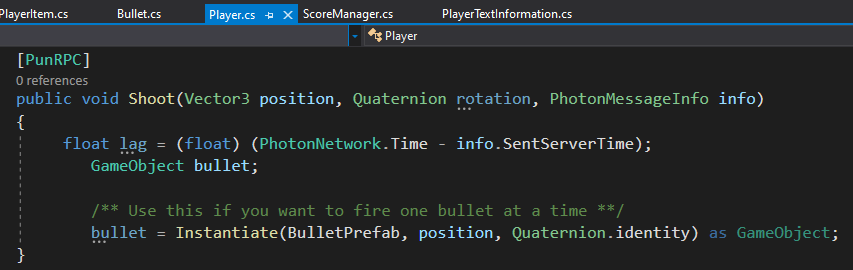 PlayerItem.cs Bullet.cs Player.cs ScoreManager.cs PlayerTextInformation.cs
Player
[PunRPC]
0 references
public void Shoot(Vector3 position, Quaternion rotation, PhotonMessageInfo info)
{
float lag = (float) (PhotonNetwork.Time - info.SentServerTime);
GameObject bullet;
/** Use this if you want to fire one bullet at a time **/
bullet = Instantiate(BulletPrefab, position, Quaternion.identity) as GameObject;
}